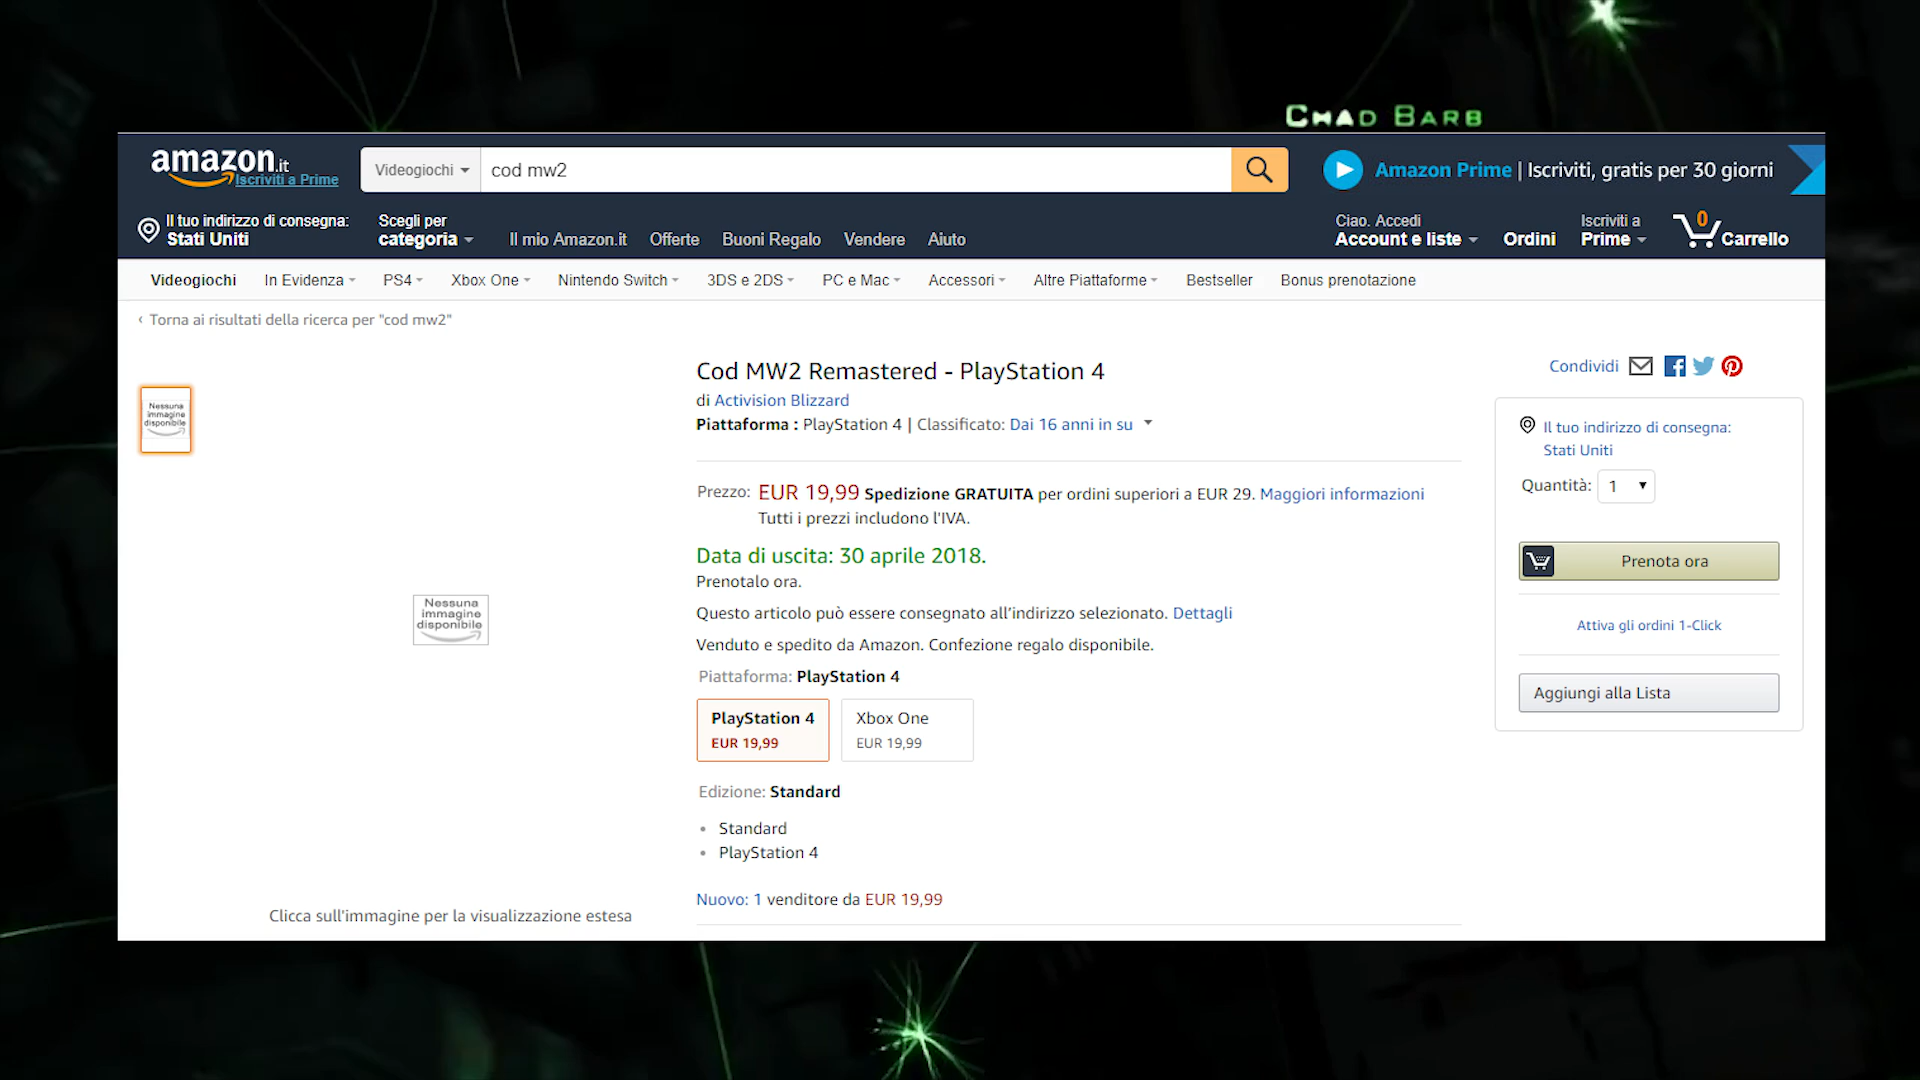 Chad Barb
amazon.it
Iscriviti a Prime
Videogiochi
cod mw2
Amazon Prime | Iscriviti, gratis per 30 giorni
Il tuo indirizzo di consegna:
Stati Uniti
Scegli per
categoria
Il mio Amazon.it
Offerte
Buoni Regalo
Vendere
Aiuto
Ciao. Accedi
Account e liste
Ordini
Iscriviti a
Prime
0
Carrello
Videogiochi
In Evidenza
PS4
Xbox One
Nintendo Switch
3DS e 2DS
PC e Mac
Accessori
Altre Piattaforme
Bestseller
Bonus prenotazione
‹ Torna ai risultati della ricerca per "cod mw2"
Nessuna
immagine
disponibile
Nessuna
immagine
disponibile
Clicca sull'immagine per la visualizzazione estesa
Cod MW2 Remastered - PlayStation 4
di Activision Blizzard
Piattaforma : PlayStation 4 | Classificato: Dai 16 anni in su
Prezzo: EUR 19,99 Spedizione GRATUITA per ordini superiori a EUR 29. Maggiori informazioni
Tutti i prezzi includono l'IVA.
Data di uscita: 30 aprile 2018.
Prenotalo ora.
Questo articolo può essere consegnato all’indirizzo selezionato. Dettagli
Venduto e spedito da Amazon. Confezione regalo disponibile.
Piattaforma: PlayStation 4
PlayStation 4
EUR 19,99
Xbox One
EUR 19,99
Edizione: Standard
• Standard
• PlayStation 4
Nuovo: 1 venditore da EUR 19,99
Condividi
Il tuo indirizzo di consegna:
Stati Uniti
Quantità: 1
Prenota ora
Attiva gli ordini 1-Click
Aggiungi alla Lista